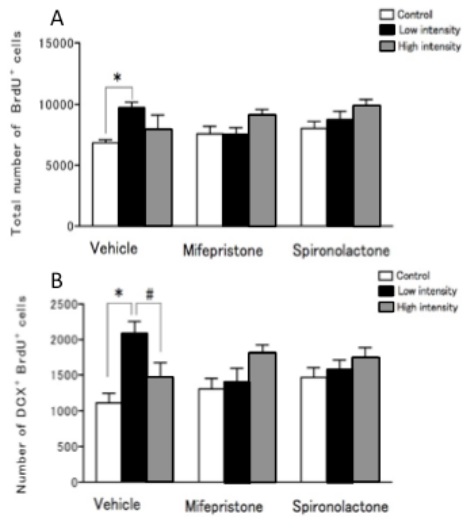 A
Control
Low intensity
High intensity
Total number of BrdU⁺ cells
15000
10000
5000
0
*
Vehicle
Mifepristone
Spironolactone
B
Control
Low intensity
High intensity
Number of DCX⁺ BrdU⁺ cells
2500
2000
1500
1000
500
0
* #
Vehicle
Mifepristone
Spironolactone